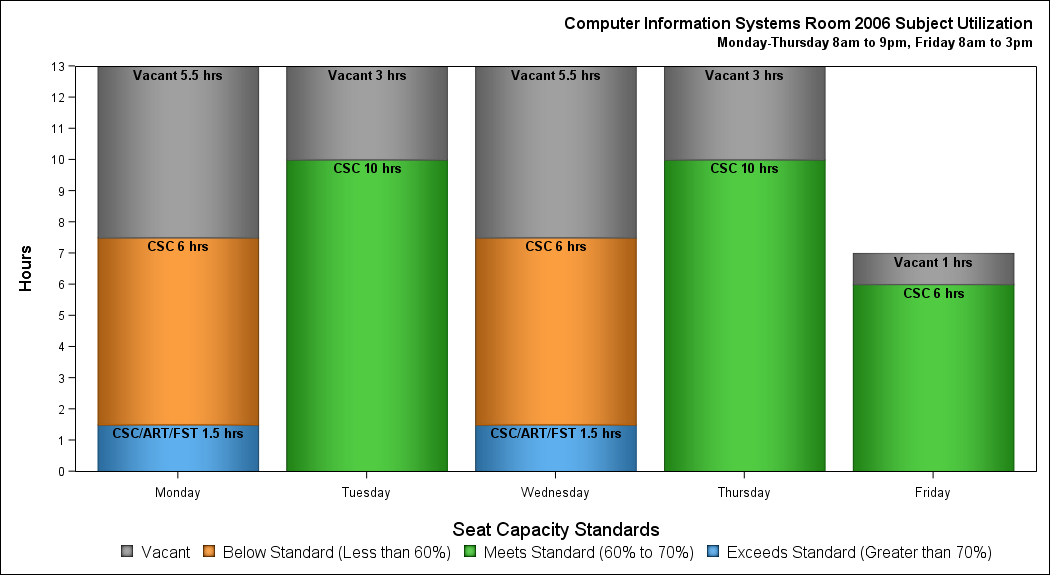 Computer Information Systems Room 2006 Subject Utilization
Monday-Thursday 8am to 9pm, Friday 8am to 3pm
Hours
13
12
11
10
9
8
7
6
5
4
3
2
1
0
Vacant 5.5 hrs
CSC 6 hrs
CSC/ART/FST 1.5 hrs
Vacant 3 hrs
CSC 10 hrs
Vacant 5.5 hrs
CSC 6 hrs
CSC/ART/FST 1.5 hrs
Vacant 3 hrs
CSC 10 hrs
Vacant 1 hrs
CSC 6 hrs
Monday Tuesday Wednesday Thursday Friday
Seat Capacity Standards
Vacant Below Standard (Less than 60%) Meets Standard (60% to 70%) Exceeds Standard (Greater than 70%)